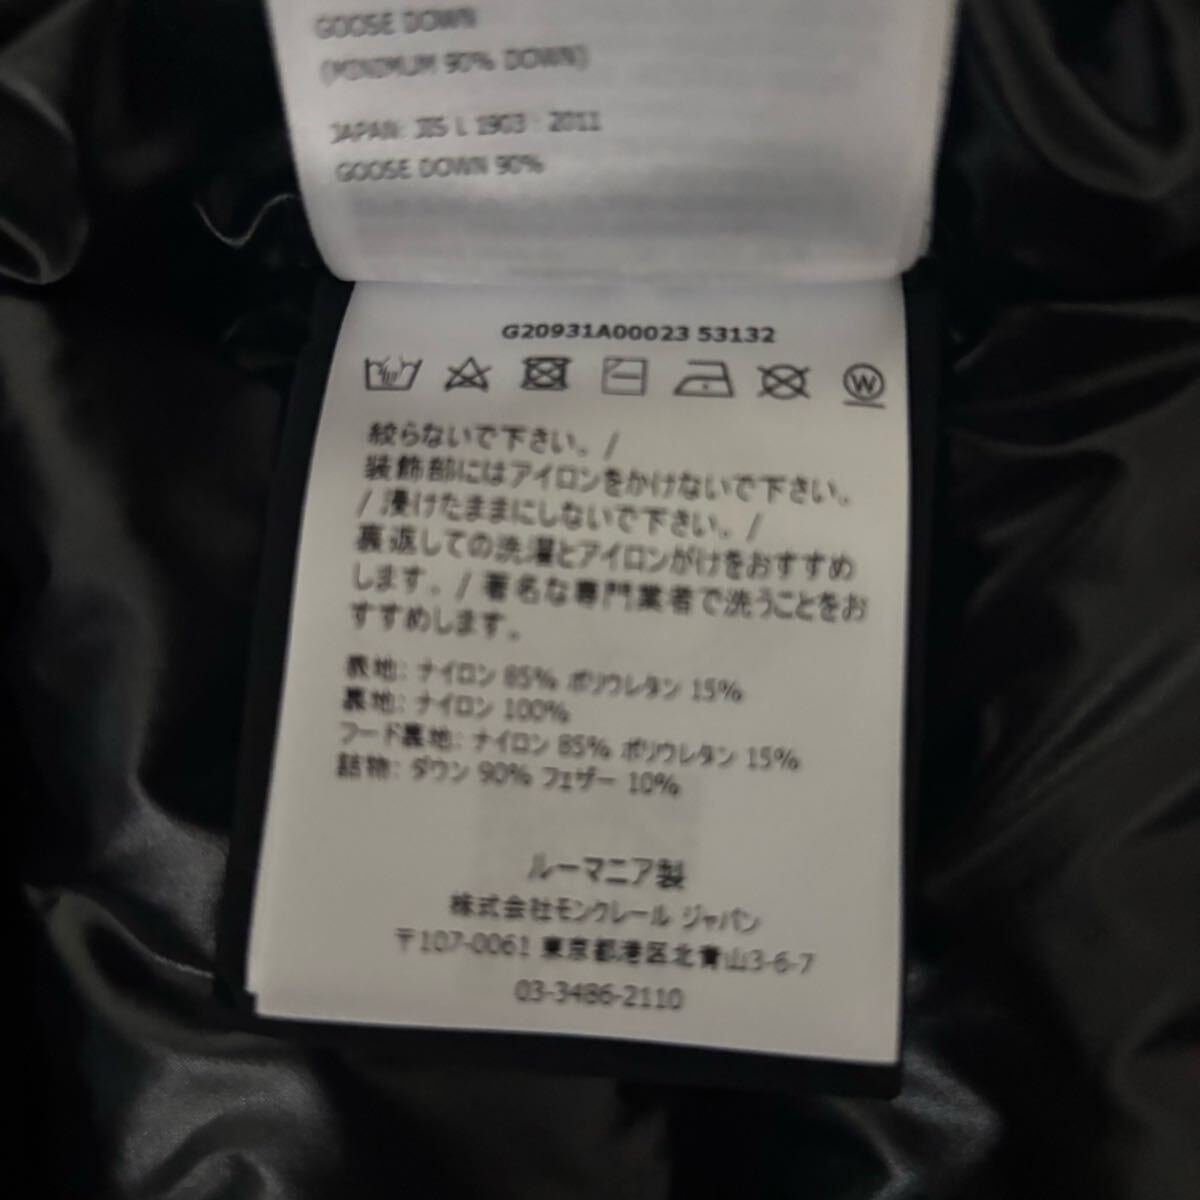 GOOSE DOWN
(MINIMUM 90% DOWN)
JAPAN: JIS L 1903 : 2011
GOOSE DOWN 90%
G20931A00023 53132
W
絞らないで下さい。/
装飾部にはアイロンをかけないで下さい。
/ 浸けたままにしないで下さい。/
裏返しての洗濯とアイロンがけをおすすめ
します。/ 著名な専門業者で洗うことをお
すすめします。
表地: ナイロン 85% ポリウレタン 15%
裏地: ナイロン 100%
フード裏地: ナイロン 85% ポリウレタン 15%
詰物: ダウン 90% フェザー 10%
ルーマニア製
株式会社モンクレール ジャパン
〒107-0061 東京都港区北青山3-6-7
03-3486-2110